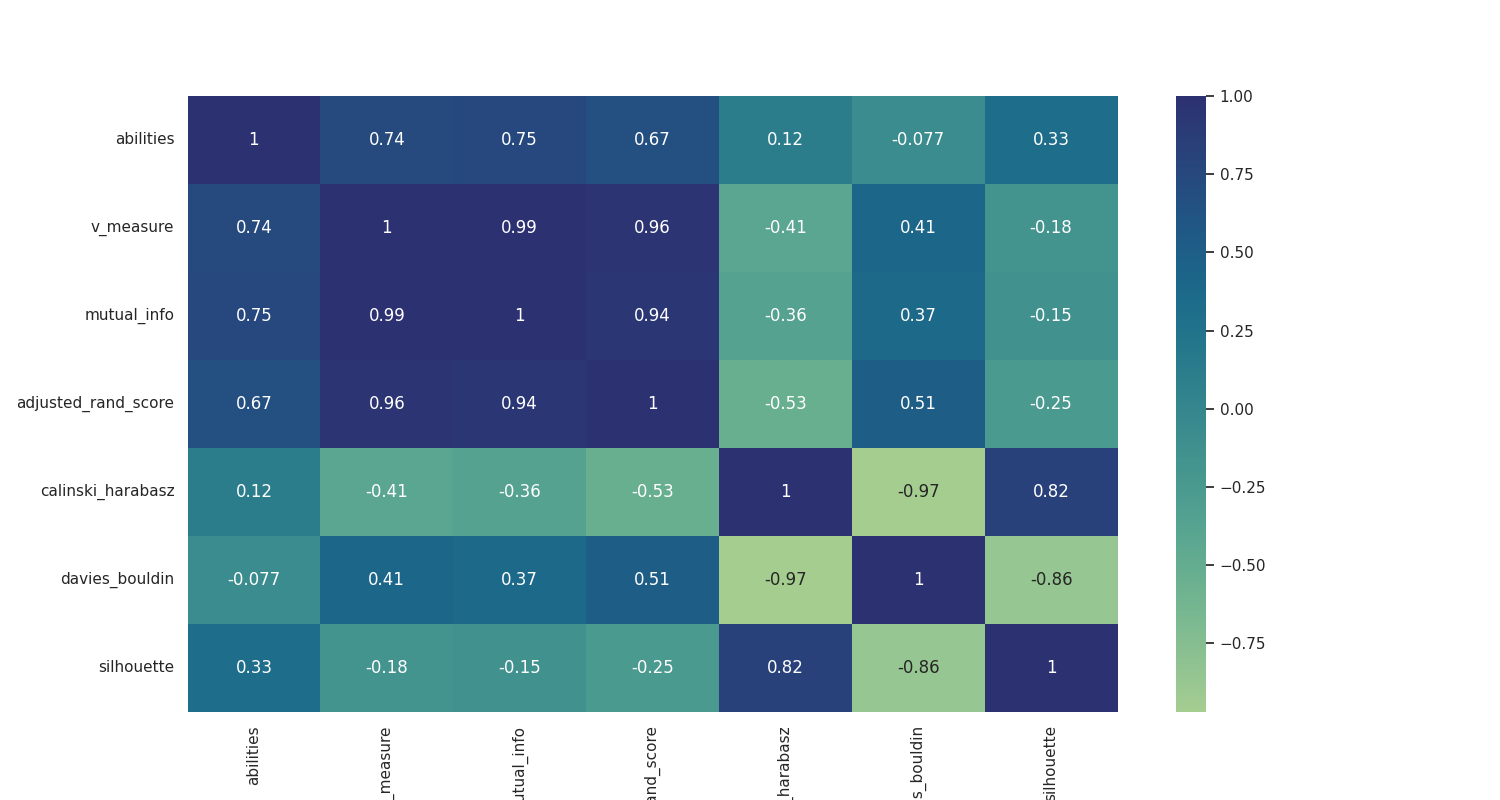 abilities 1 0.74 0.75 0.67 0.12 -0.077 0.33
v_measure 0.74 1 0.99 0.96 -0.41 0.41 -0.18
mutual_info 0.75 0.99 1 0.94 -0.36 0.37 -0.15
adjusted_rand_score 0.67 0.96 0.94 1 -0.53 0.51 -0.25
calinski_harabasz 0.12 -0.41 -0.36 -0.53 1 -0.97 0.82
davies_bouldin -0.077 0.41 0.37 0.51 -0.97 1 -0.86
silhouette 0.33 -0.18 -0.15 -0.25 0.82 -0.86 1
abilities
_measure
utual_info
and_score
_harabasz
s_bouldin
silhouette
1.00
0.75
0.50
0.25
0.00
−0.25
−0.50
−0.75